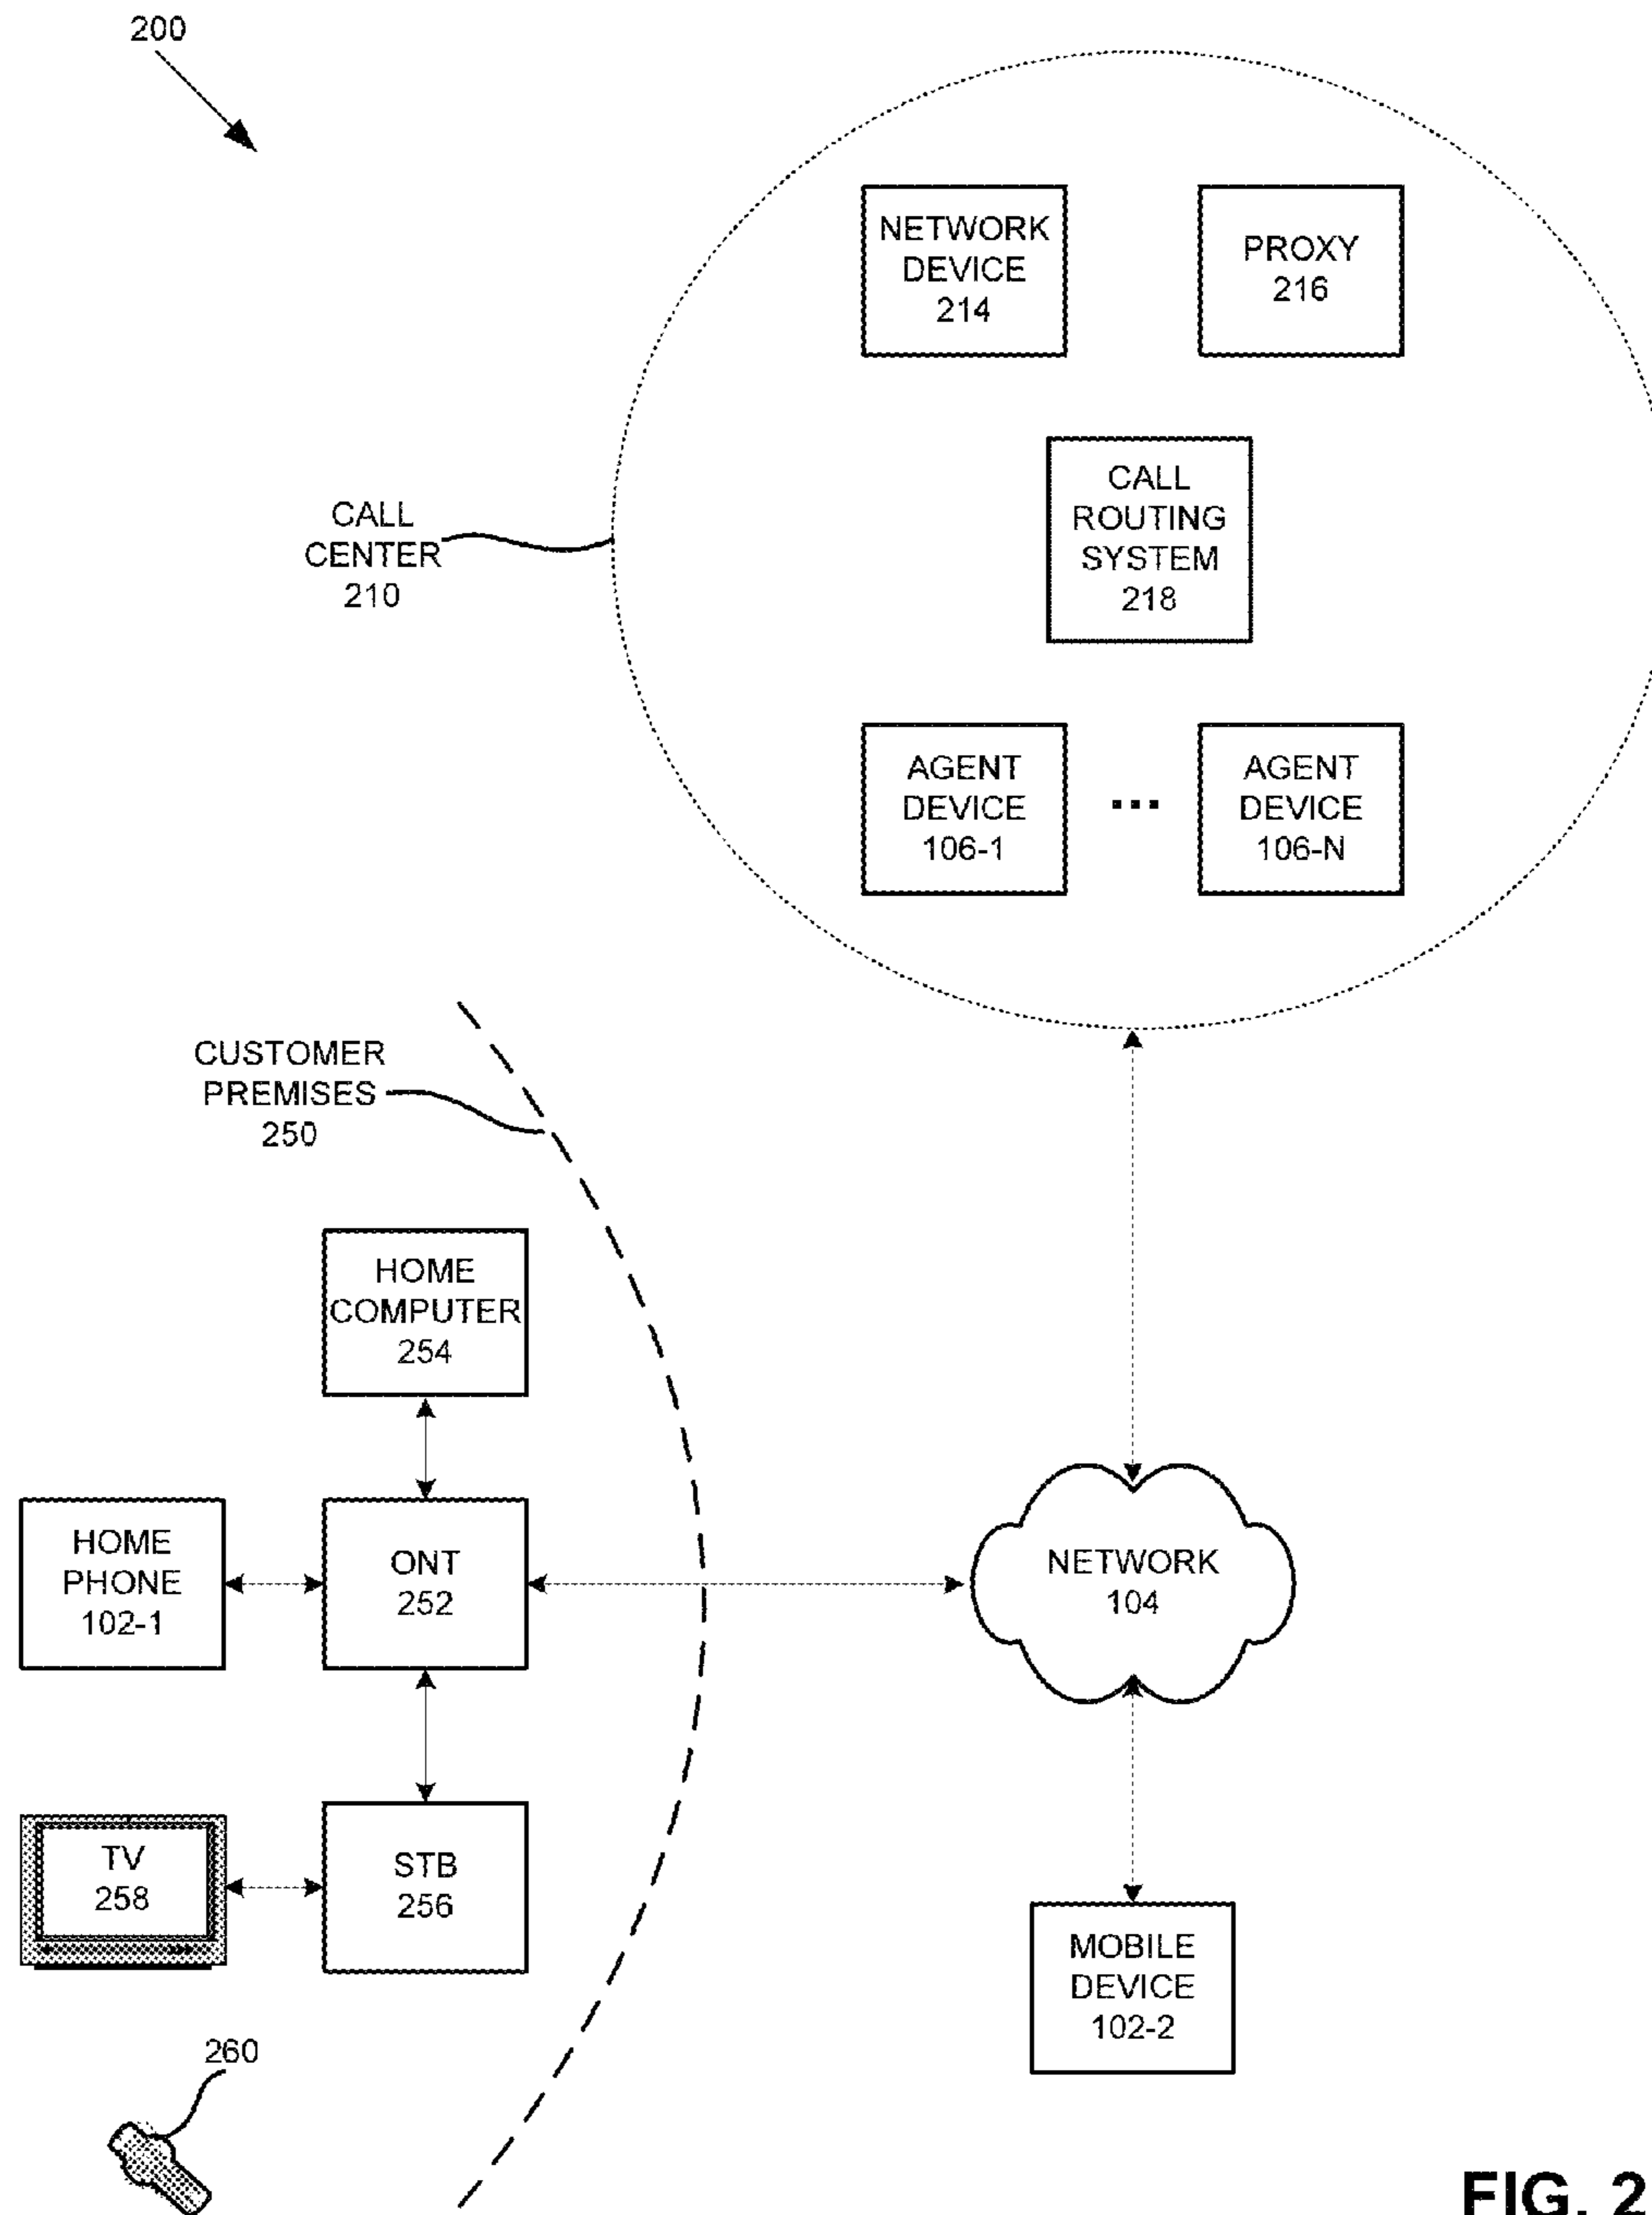 200
NETWORK
DEVICE
214
PROXY
216
CALL
ROUTING
SYSTEM
218
CALL
CENTER
210
AGENT
DEVICE
106-1
...
AGENT
DEVICE
106-N
CUSTOMER
PREMISES
250
HOME
COMPUTER
254
HOME
PHONE
102-1
ONT
252
NETWORK
104
TV
258
STB
256
MOBILE
DEVICE
102-2
260
FIG. 2